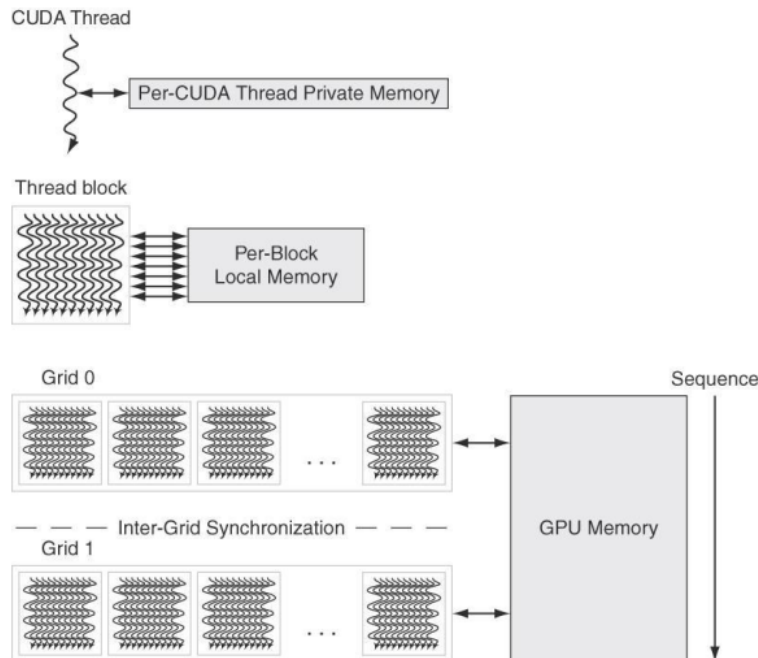 CUDA Thread
Per-CUDA Thread Private Memory
Thread block
Per-Block
Local Memory
Grid 0
Sequence
. . .
Inter-Grid Synchronization
GPU Memory
Grid 1
. . .